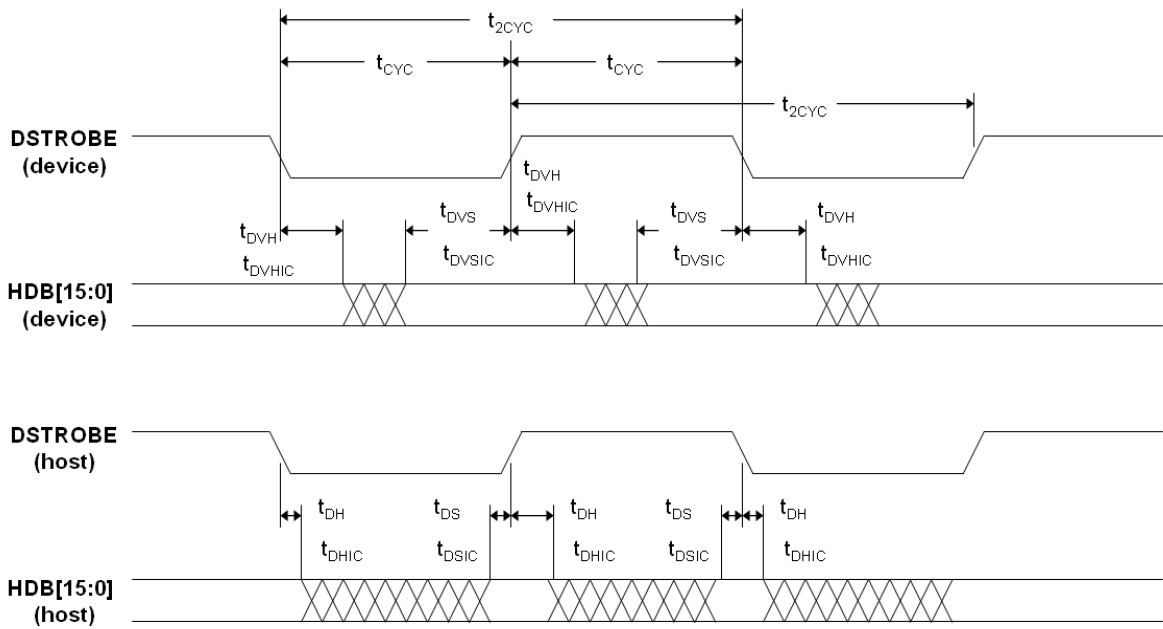 t2CYC
tCYC tCYC
t2CYC
DSTROBE
(device)
tDVH
tDVHIC
tDVS
tDVSIC
tDVH
tDVHIC
tDVS
tDVSIC
tDVH
tDVHIC
HDB[15:0]
(device)
DSTROBE
(host)
tDH tDS tDH tDS tDH
tDHIC tDSIC tDHIC tDSIC tDHIC
HDB[15:0]
(host)